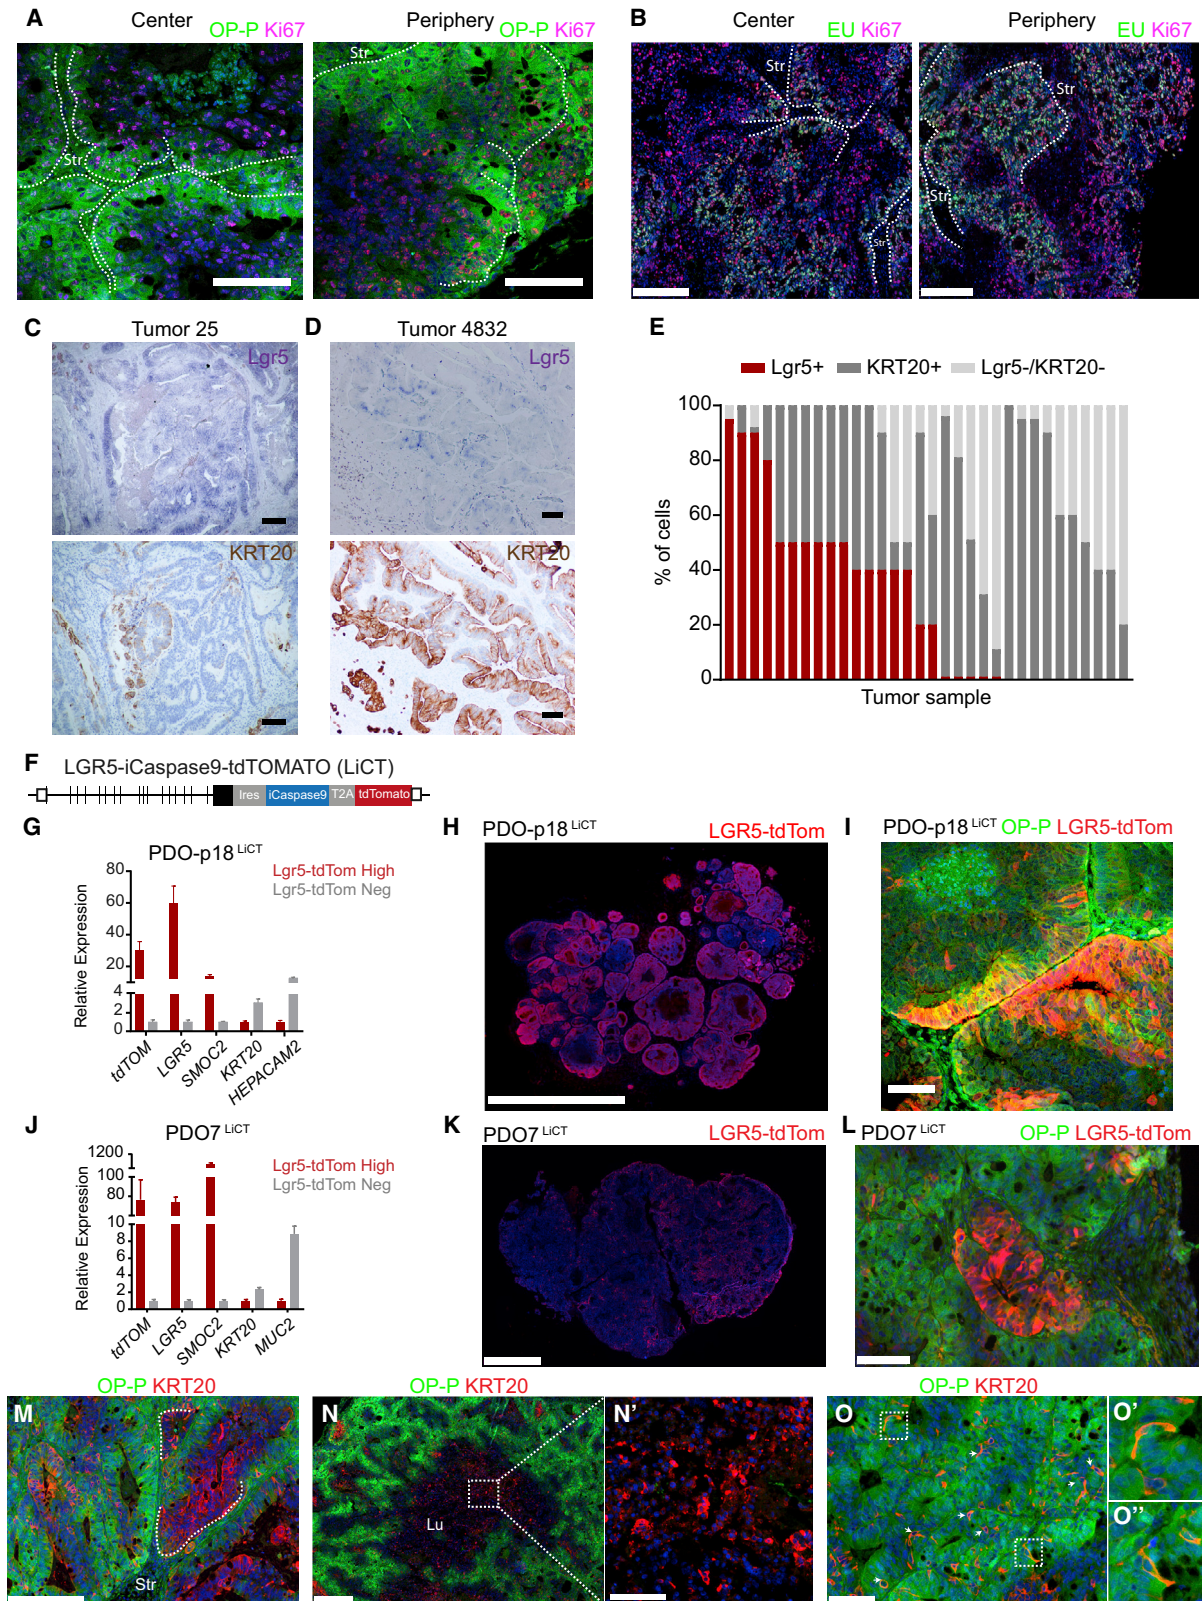 A
Center
OP-P Ki67
Str
Periphery
OP-P Ki67
Str
B
Center
EU Ki67
Str
Str
Periphery
EU Ki67
Str
Str
C
Tumor 25
Lgr5
KRT20
D
Tumor 4832
Lgr5
KRT20
E
Lgr5+ KRT20+ Lgr5-/KRT20-
% of cells
100
80
60
40
20
0
Tumor sample
F
LGR5-iCaspase9-tdTOMATO (LiCT)
Ires iCaspase9 T2A tdTomato
G
PDO-p18 LiCT
Lgr5-tdTom High
Lgr5-tdTom Neg
Relative Expression
80
60
40
20
4
2
0
tdTOM LGR5 SMOC2 KRT20 HEPACAM2
H
PDO-p18 LiCT
LGR5-tdTom
I
PDO-p18 LiCT OP-P LGR5-tdTom
J
PDO7 LiCT
Lgr5-tdTom High
Lgr5-tdTom Neg
Relative Expression
1200
100
80
10
8
6
4
2
0
tdTOM LGR5 SMOC2 KRT20 MUC2
K
PDO7 LiCT
LGR5-tdTom
L
PDO7 LiCT
OP-P LGR5-tdTom
OP-P KRT20
M
Str
OP-P KRT20
N
Lu
N'
OP-P KRT20
O
O'
O''